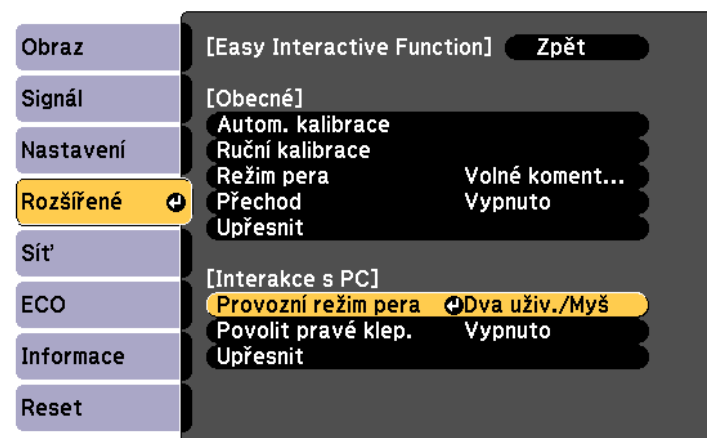 Obraz
Signál
Nastavení
Rozšířené
Síť
ECO
Informace
Reset
[Easy Interactive Function] Zpět
[Obecné]
Autom. kalibrace
Ruční kalibrace
Režim pera Volné koment...
Přechod Vypnuto
Upřesnit
[Interakce s PC]
Provozní režim pera Dva uživ./Myš
Povolit pravé klep. Vypnuto
Upřesnit